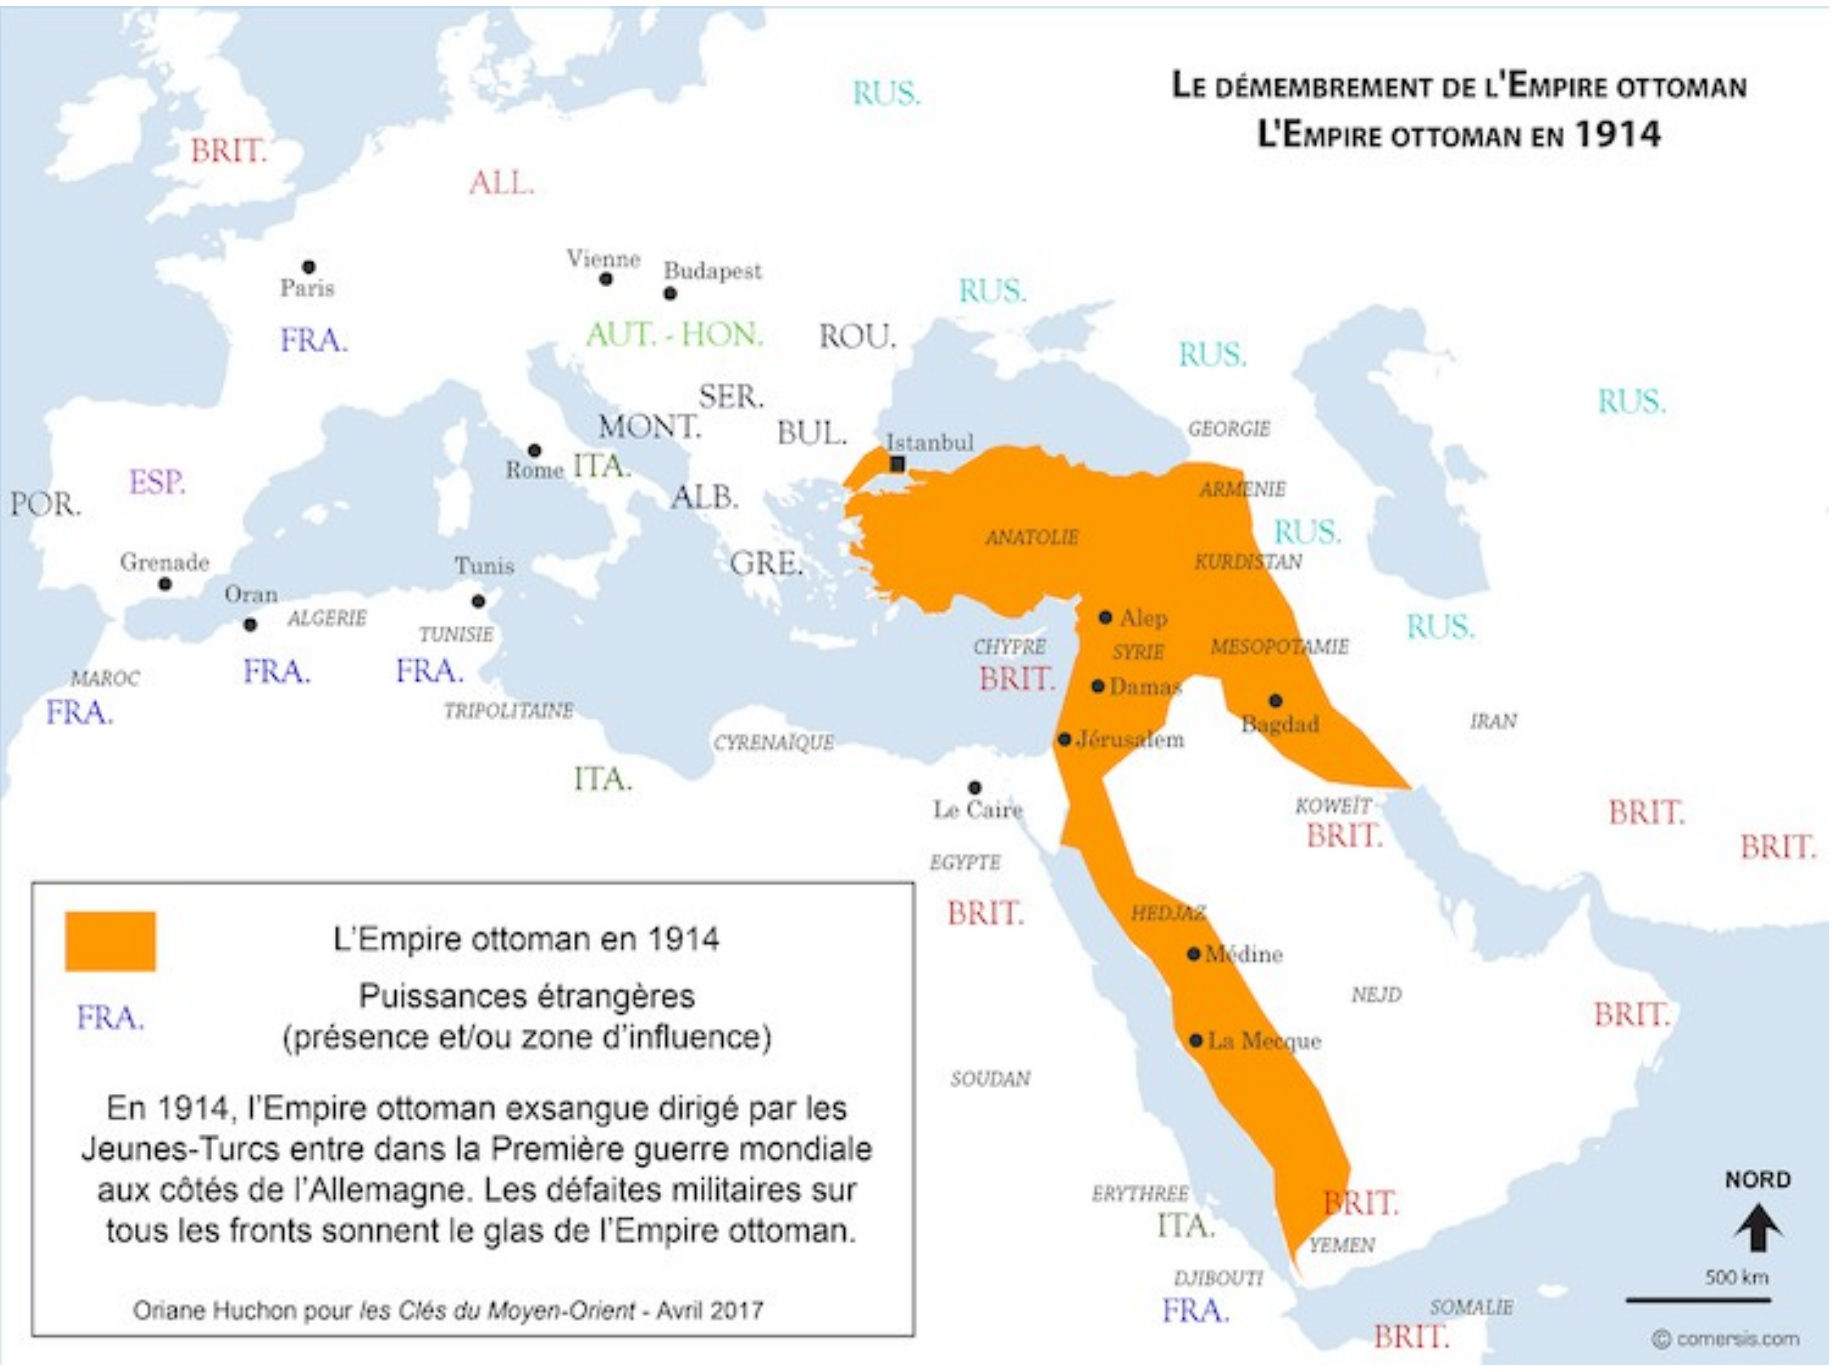 LE DÉMEMBREMENT DE L'EMPIRE OTTOMAN
L'EMPIRE OTTOMAN EN 1914
RUS.
BRIT.
ALL.
Paris
FRA.
Vienne
Budapest
AUT. - HON.
ROU.
RUS.
RUS.
RUS.
SER.
MONT.
BUL.
Istanbul
GEORGIE
Rome
ITA.
ESP.
POR.
ALB.
ARMENIE
RUS.
ANATOLIE
KURDISTAN
GRE.
Grenade
Oran
ALGERIE
Tunis
TUNISIE
Alep
RUS.
CHYPRE
BRIT.
SYRIE
MESOPOTAMIE
MAROC
FRA.
FRA.
FRA.
Damas
TRIPOLITAINE
CYRENAÏQUE
Jérusalem
Bagdad
IRAN
ITA.
Le Caire
KOWEÏT
BRIT.
BRIT.
BRIT.
EGYPTE
BRIT.
HEDJAZ
Médine
NEJD
BRIT.
La Mecque
SOUDAN
ERYTHREE
ITA.
BRIT.
YEMEN
DJIBOUTI
FRA.
SOMALIE
BRIT.
L'Empire ottoman en 1914
FRA.
Puissances étrangères
(présence et/ou zone d'influence)
En 1914, l'Empire ottoman exsangue dirigé par les
Jeunes-Turcs entre dans la Première guerre mondiale
aux côtés de l'Allemagne. Les défaites militaires sur
tous les fronts sonnent le glas de l'Empire ottoman.
Oriane Huchon pour les Clés du Moyen-Orient - Avril 2017
NORD
500 km
© comersis.com